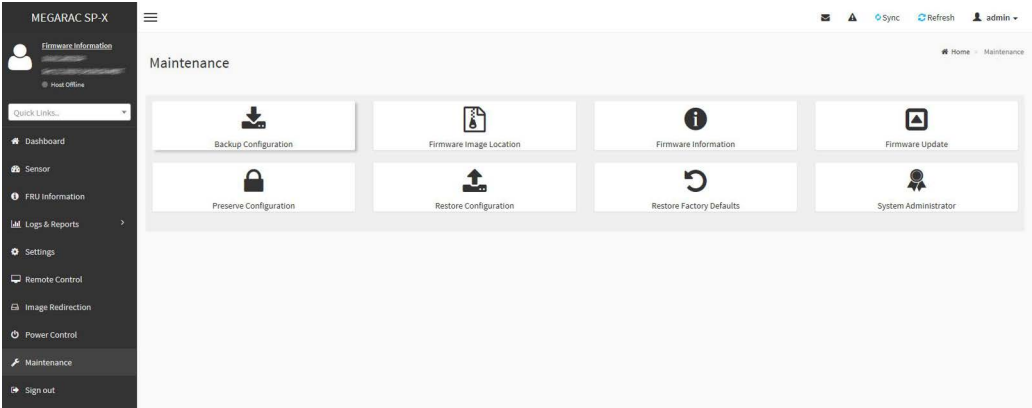 MEGARAC SP-X
Sync
Refresh
admin
Firmware Information
Host Offline
Quick Links...
Dashboard
Sensor
FRU Information
Logs & Reports
Settings
Remote Control
Image Redirection
Power Control
Maintenance
Sign out
Maintenance
Home
Maintenance
Backup Configuration
Firmware Image Location
Firmware Information
Firmware Update
Preserve Configuration
Restore Configuration
Restore Factory Defaults
System Administrator